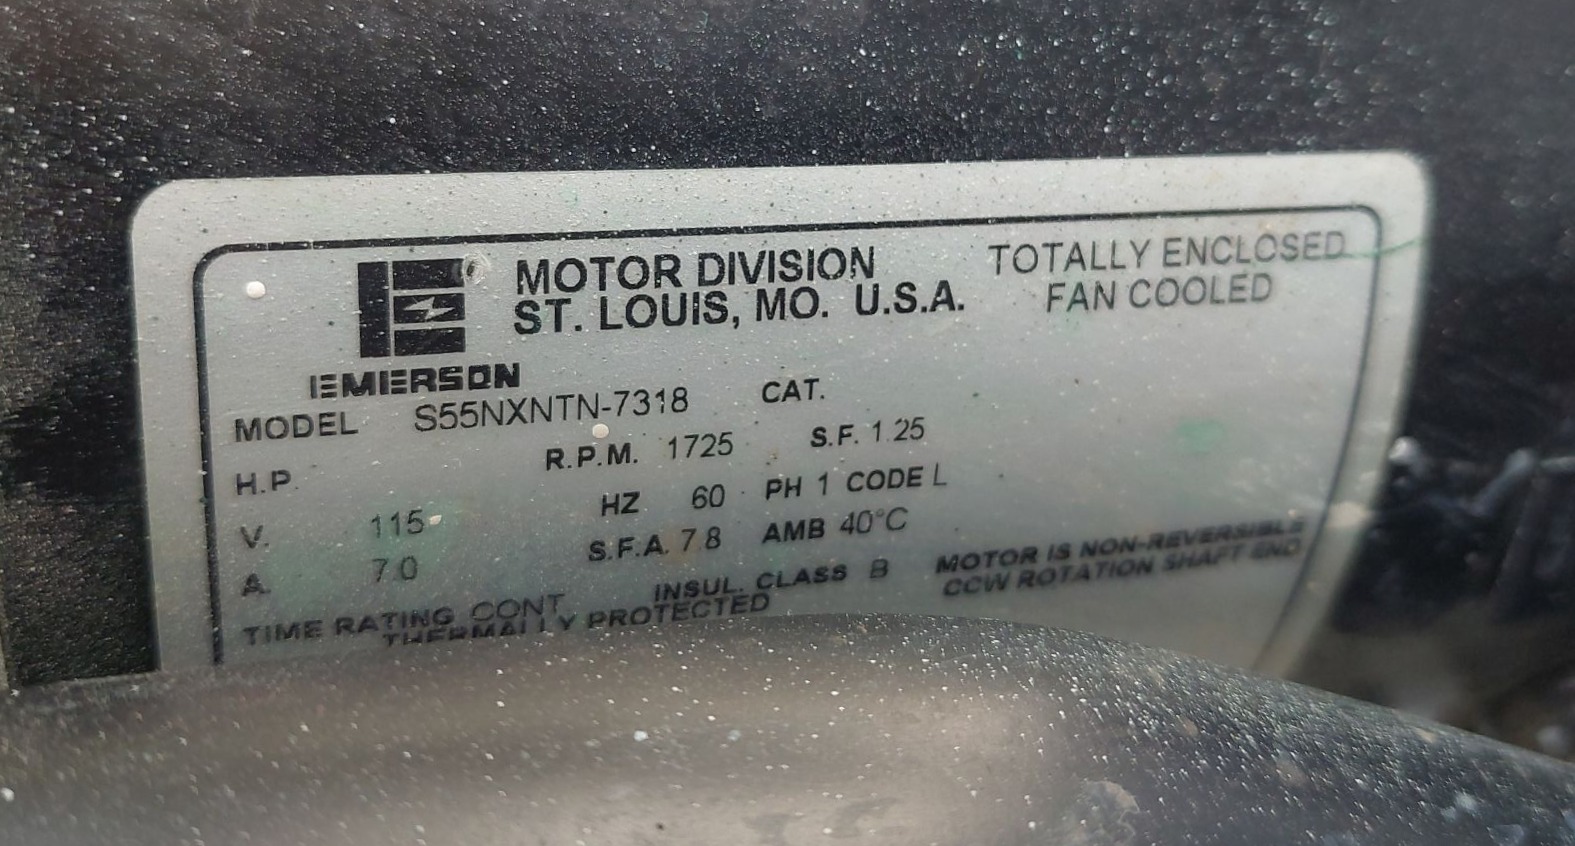 MOTOR DIVISION
ST. LOUIS, MO. U.S.A.
TOTALLY ENCLOSED
FAN COOLED
EMERSON
MODEL S55NXNTN-7318 CAT.
H.P. R.P.M. 1725 S.F. 1.25
V. 115 HZ 60 PH 1 CODE L
A. 7.0 S.F.A. 7.8 AMB 40°C
TIME RATING CONT. INSUL. CLASS B
THERMALLY PROTECTED
MOTOR IS NON-REVERSIBLE
CCW ROTATION SHAFT END